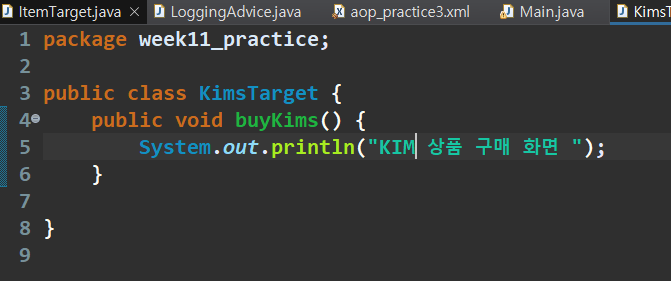 ItemTarget.java LoggingAdvice.java aop_practice3.xml Main.java KimsT
1 package week11_practice;
2
3 public class KimsTarget {
4 public void buyKims() {
5 System.out.println("KIM 상품 구매 화면 ");
6 }
7
8 }
9